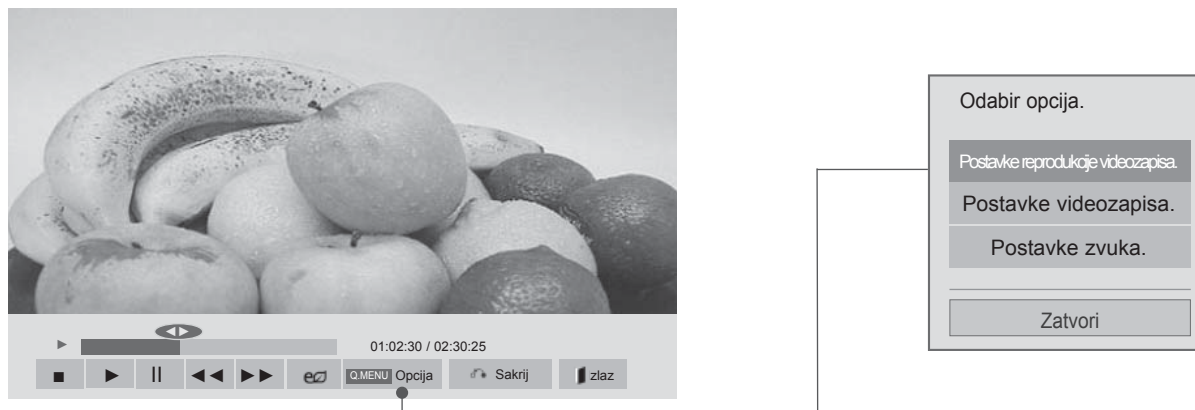 01:02:30 / 02:30:25
Q.MENU Opcija Sakrij zlaz
Odabir opcija.
Postavke reprodukcije videozapisa.
Postavke videozapisa.
Postavke zvuka.
Zatvori